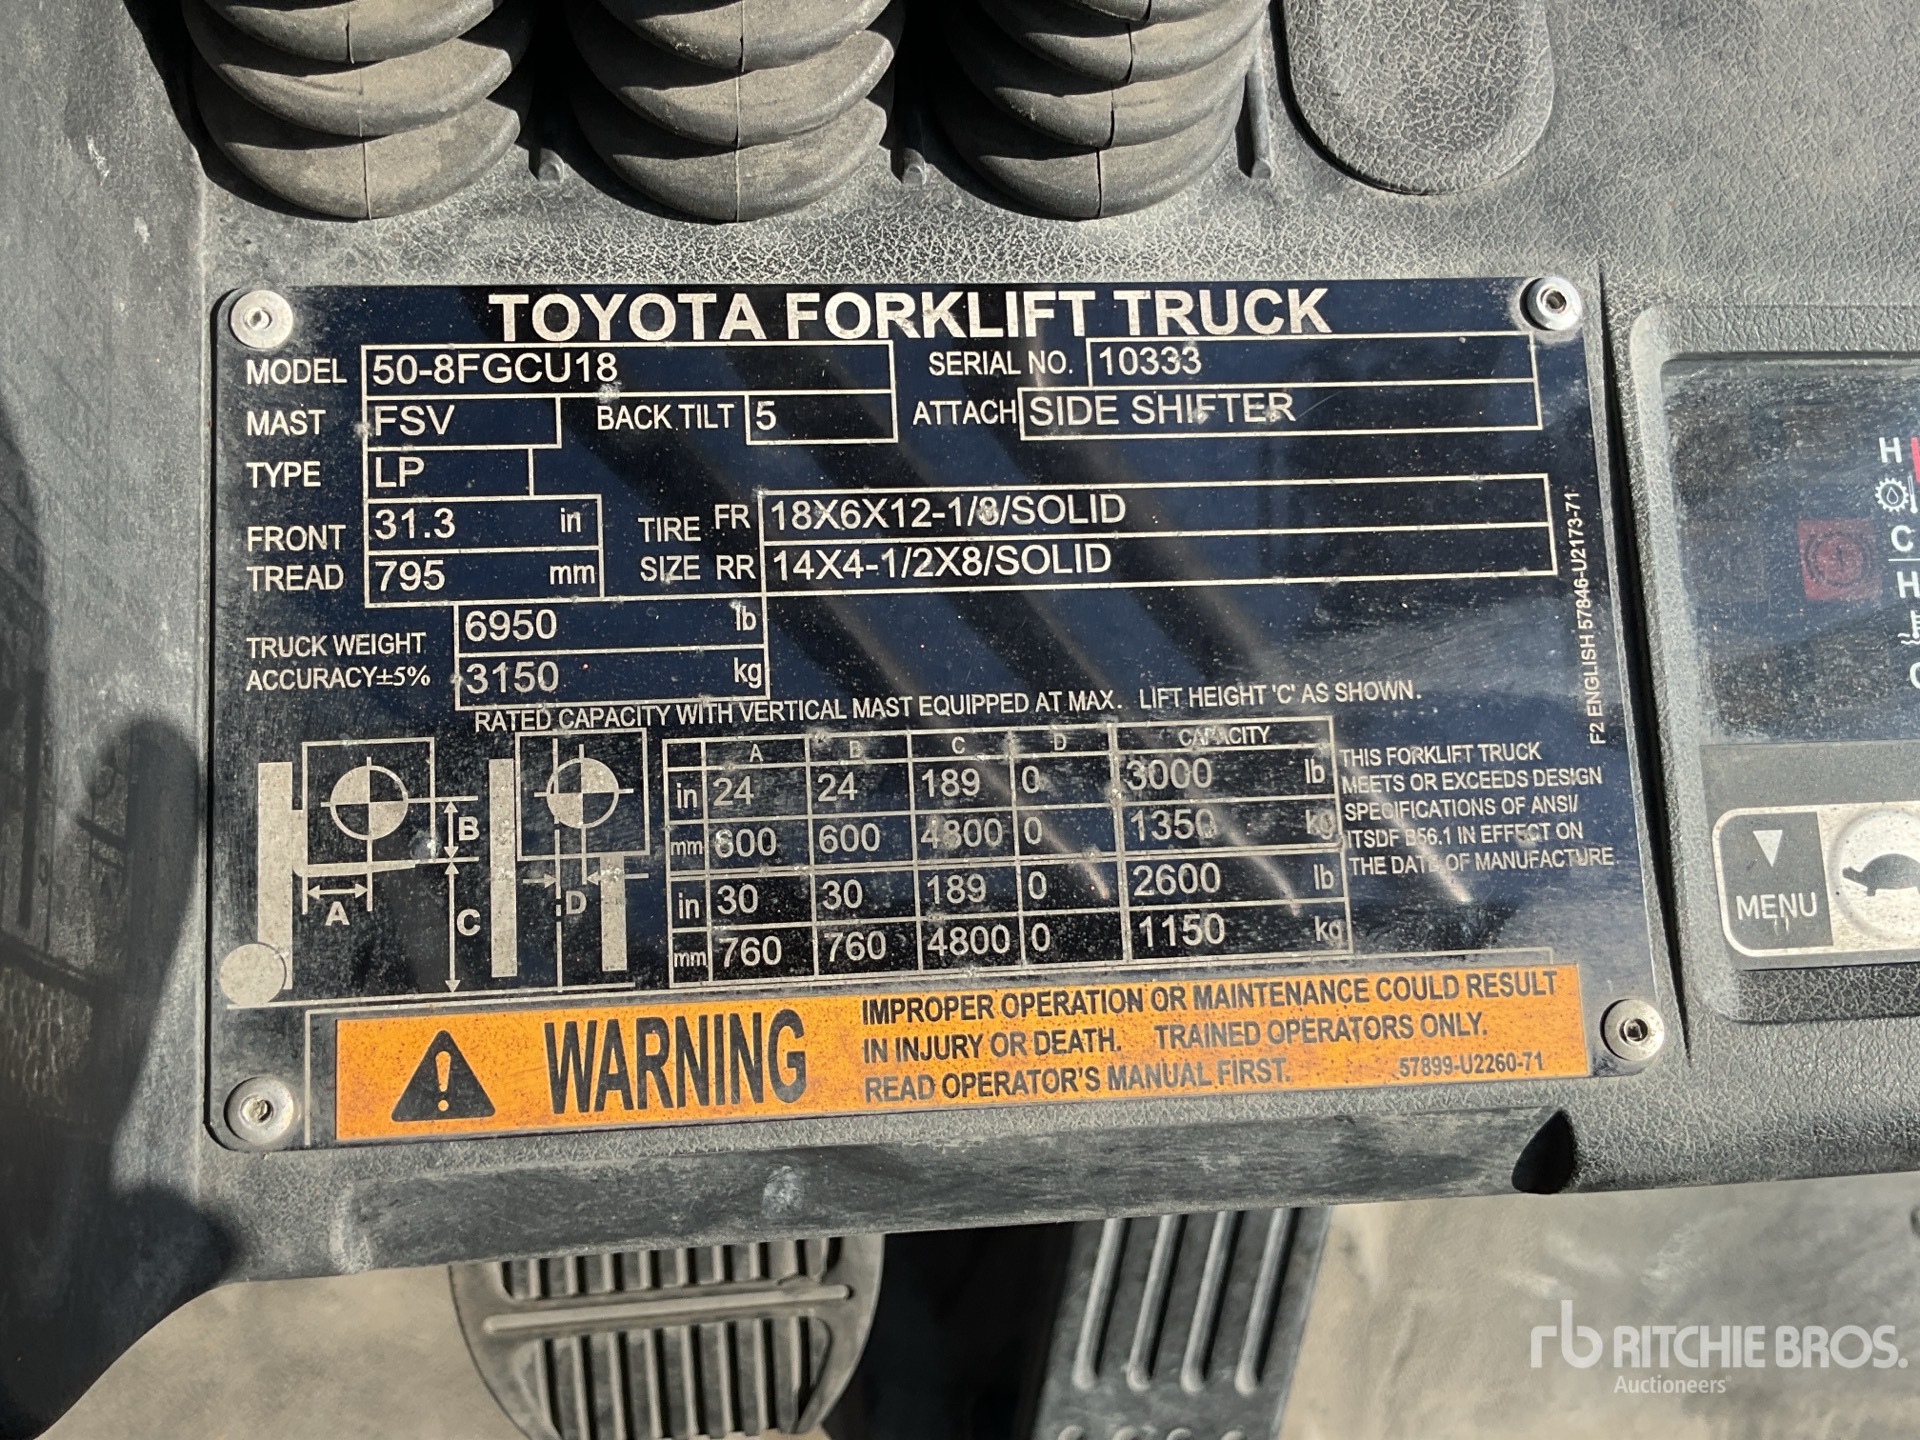 TOYOTA FORKLIFT TRUCK
MODEL 50-8FGCU18 SERIAL NO. 10333
MAST FSV BACK TILT 5 ATTACH SIDE SHIFTER
TYPE LP
FRONT TREAD 31.3 in
795 mm
TIRE SIZE FR 18X6X12-1/8/SOLID
RR 14X4-1/2X8/SOLID
TRUCK WEIGHT 6950 lb
ACCURACY±5% 3150 kg
RATED CAPACITY WITH VERTICAL MAST EQUIPPED AT MAX. LIFT HEIGHT 'C' AS SHOWN.
A B C D CAPACITY
in 24 24 189 0 3000 lb
mm 600 600 4800 0 1350 kg
in 30 30 189 0 2600 lb
mm 760 760 4800 0 1150 kg
B
A
C
D
THIS FORKLIFT TRUCK
MEETS OR EXCEEDS DESIGN
SPECIFICATIONS OF ANSI/
ITSDF B56.1 IN EFFECT ON
THE DATE OF MANUFACTURE
F2 ENGLISH 57846-U2173-71
WARNING
IMPROPER OPERATION OR MAINTENANCE COULD RESULT
IN INJURY OR DEATH. TRAINED OPERATORS ONLY.
READ OPERATOR'S MANUAL FIRST. 57899-U2260-71
H
C
H
C
MENU
rb RITCHIE BROS.
Auctioneers